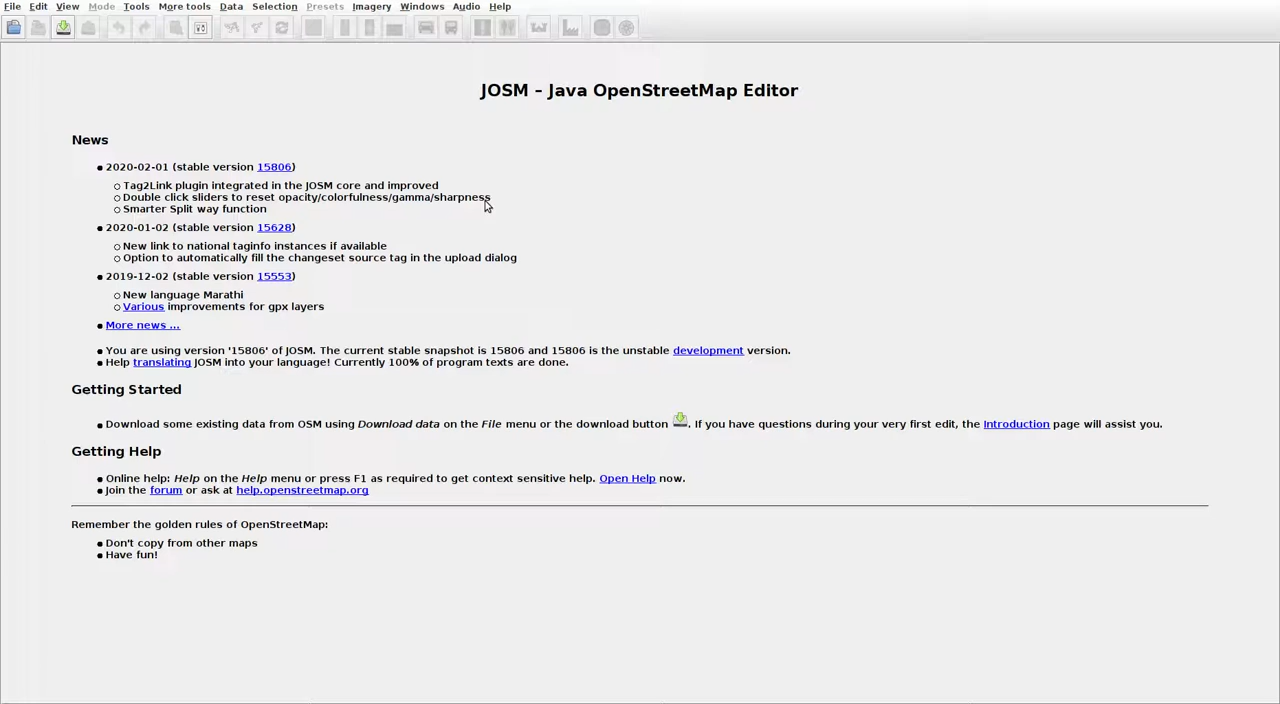 File Edit View Mode Tools More tools Data Selection Presets Imagery Windows Audio Help
JOSM – Java OpenStreetMap Editor
News
2020-02-01 (stable version 15806)
Tag2Link plugin integrated in the JOSM core and improved
Double click sliders to reset opacity/colorfulness/gamma/sharpness
Smarter Split way function
2020-01-02 (stable version 15628)
New link to national taginfo instances if available
Option to automatically fill the changeset source tag in the upload dialog
2019-12-02 (stable version 15553)
New language Marathi
Various improvements for gpx layers
More news ...
You are using version '15806' of JOSM. The current stable snapshot is 15806 and 15806 is the unstable development version.
Help translating JOSM into your language! Currently 100% of program texts are done.
Getting Started
Download some existing data from OSM using Download data on the File menu or the download button . If you have questions during your very first edit, the Introduction page will assist you.
Getting Help
Online help: Help on the Help menu or press F1 as required to get context sensitive help. Open Help now.
Join the forum or ask at help.openstreetmap.org
Remember the golden rules of OpenStreetMap:
Don't copy from other maps
Have fun!